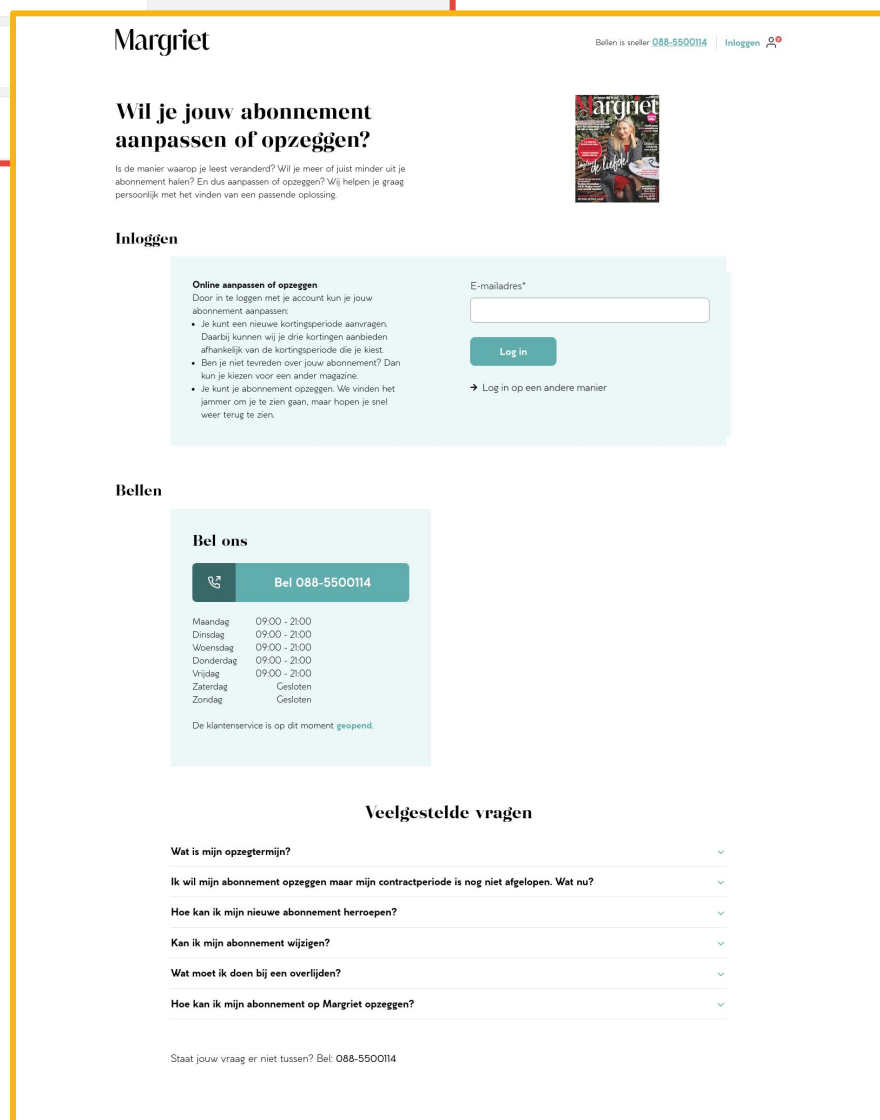 Margriet
Bellen is sneller 088-5500114
Inloggen
Wil je jouw abonnement
aanpassen of opzeggen?
Is de manier waarop je leest veranderd? Wil je meer of juist minder uit je
abonnement halen? En dus aanpassen of opzeggen? Wij helpen je graag
persoonlijk met het vinden van een passende oplossing.
Margriet
de liefde!
Inloggen
Online aanpassen of opzeggen
Door in te loggen met je account kun je jouw
abonnement aanpassen:
• Je kunt een nieuwe kortingsperiode aanvragen.
Daarbij kunnen wij je drie kortingen aanbieden
afhankelijk van de kortingsperiode die je kiest.
• Ben je niet tevreden over jouw abonnement? Dan
kun je kiezen voor een ander magazine.
• Je kunt je abonnement opzeggen. We vinden het
jammer om je te zien gaan, maar hopen je snel
weer terug te zien.
E-mailadres*
Log in
→ Log in op een andere manier
Bellen
Bel ons
Bel 088-5500114
Maandag 09:00 - 21:00
Dinsdag 09:00 - 21:00
Woensdag 09:00 - 21:00
Donderdag 09:00 - 21:00
Vrijdag 09:00 - 21:00
Zaterdag Gesloten
Zondag Gesloten
De klantenservice is op dit moment geopend.
Veelgestelde vragen
Wat is mijn opzegtermijn?
Ik wil mijn abonnement opzeggen maar mijn contractperiode is nog niet afgelopen. Wat nu?
Hoe kan ik mijn nieuwe abonnement herroepen?
Kan ik mijn abonnement wijzigen?
Wat moet ik doen bij een overlijden?
Hoe kan ik mijn abonnement op Margriet opzeggen?
Staat jouw vraag er niet tussen? Bel: 088-5500114